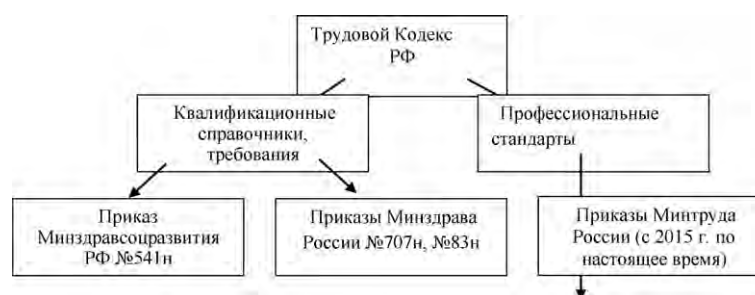 Трудовой Кодекс
РФ
Квалификационные
справочники,
требования
Профессиональные
стандарты
Приказ
Минздравсоцразвития
РФ №541н
Приказы Минздрава
России №707н, №83н
Приказы Минтруда
России (с 2015 г. по
настоящее время)